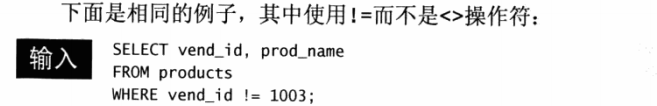 下面是相同的例子，其中使用!=而不是<>操作符：
输入
SELECT vend_id, prod_name
FROM products
WHERE vend_id != 1003;